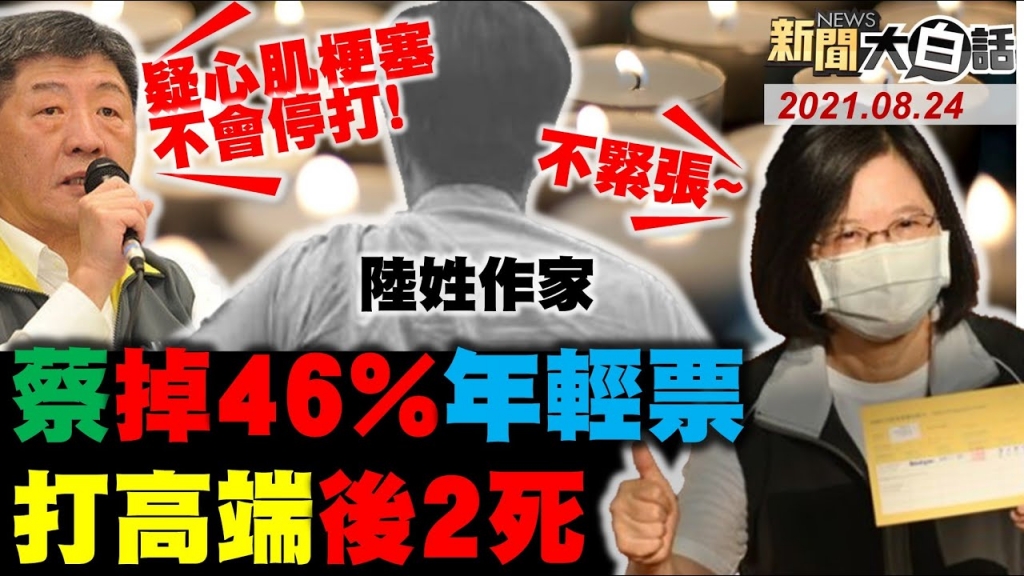 NEWS
新聞大白話
2021.08.24
疑心肌梗塞
不會停打!
不緊張~
陸姓作家
蔡掉46%年輕票
打高端後2死